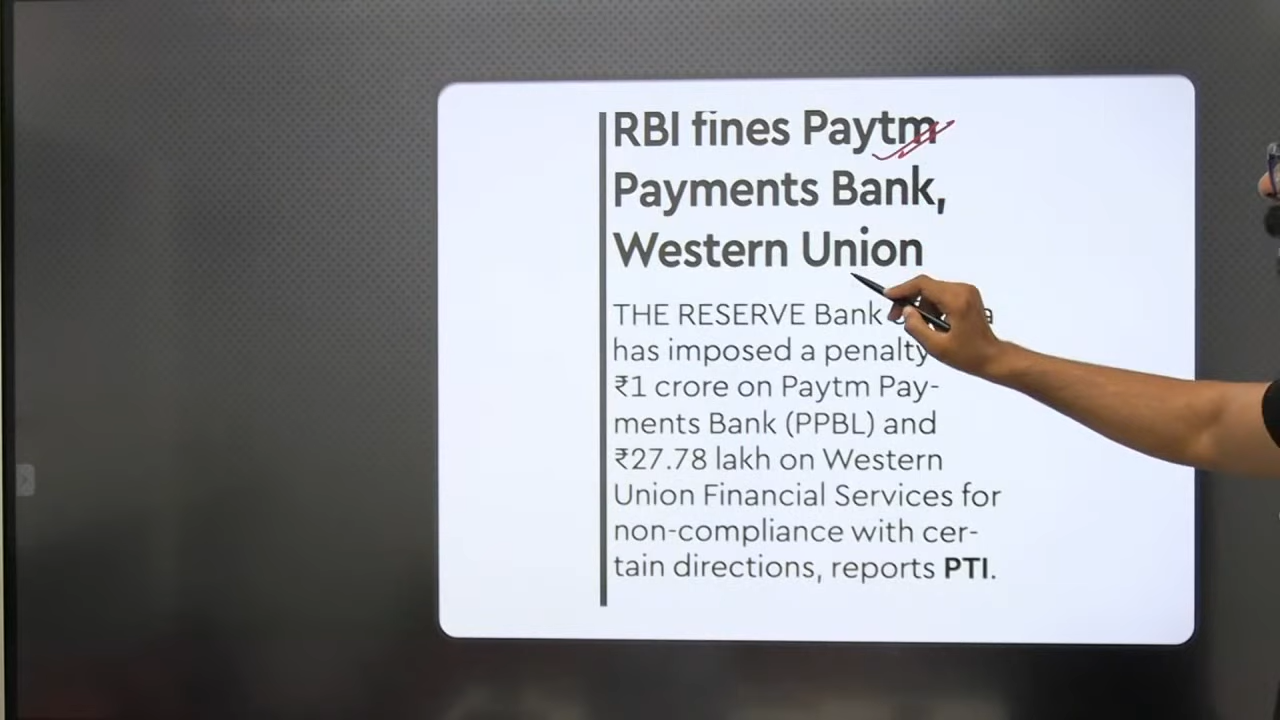 RBI fines Paytm
Payments Bank,
Western Union
THE RESERVE Bank
has imposed a penalty
₹1 crore on Paytm Pay-
ments Bank (PPBL) and
₹27.78 lakh on Western
Union Financial Services for
non-compliance with cer-
tain directions, reports PTI.